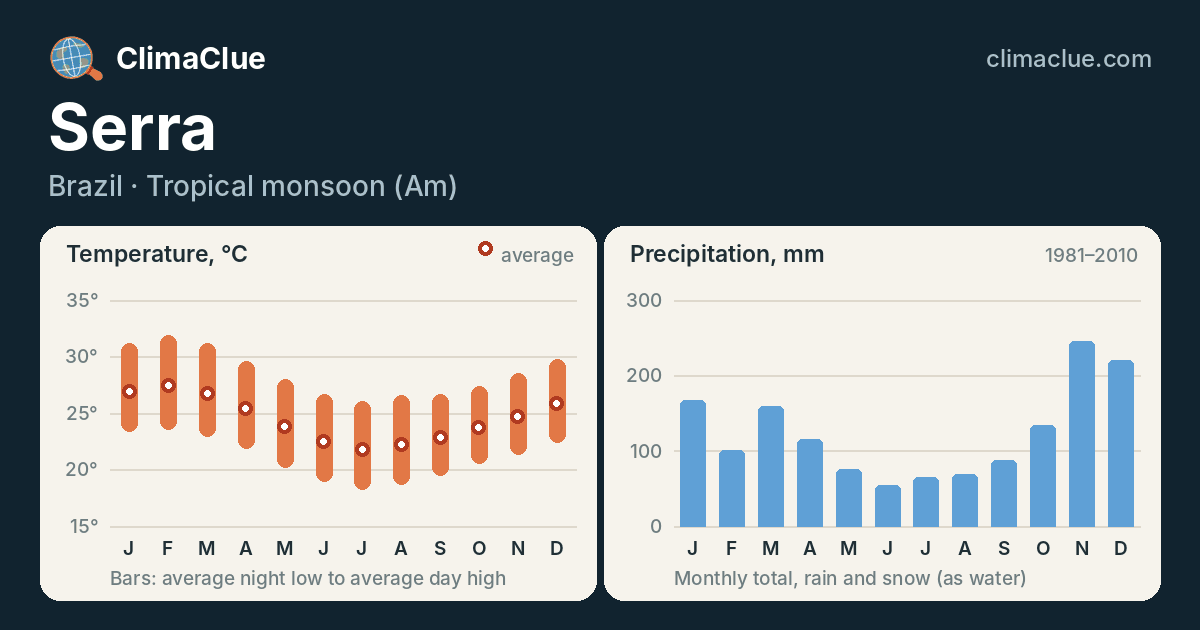 ClimaClue
climaclue.com
Serra
Brazil · Tropical monsoon (Am)
Temperature, °C
average
35°
30°
25°
20°
15°
J F M A M J J A S O N D
Bars: average night low to average day high
Precipitation, mm
1981–2010
300
200
100
0
J F M A M J J A S O N D
Monthly total, rain and snow (as water)